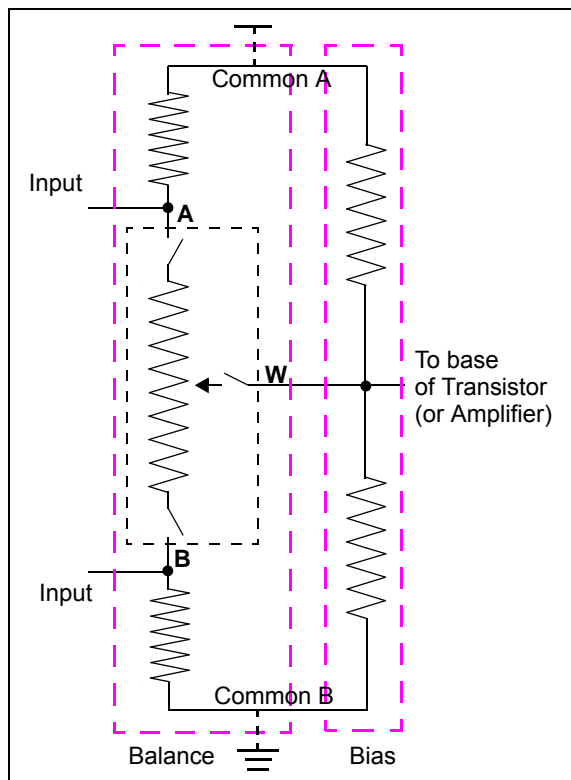 Common A
Input
A
W
To base
of Transistor
(or Amplifier)
B
Input
Common B
Balance
Bias